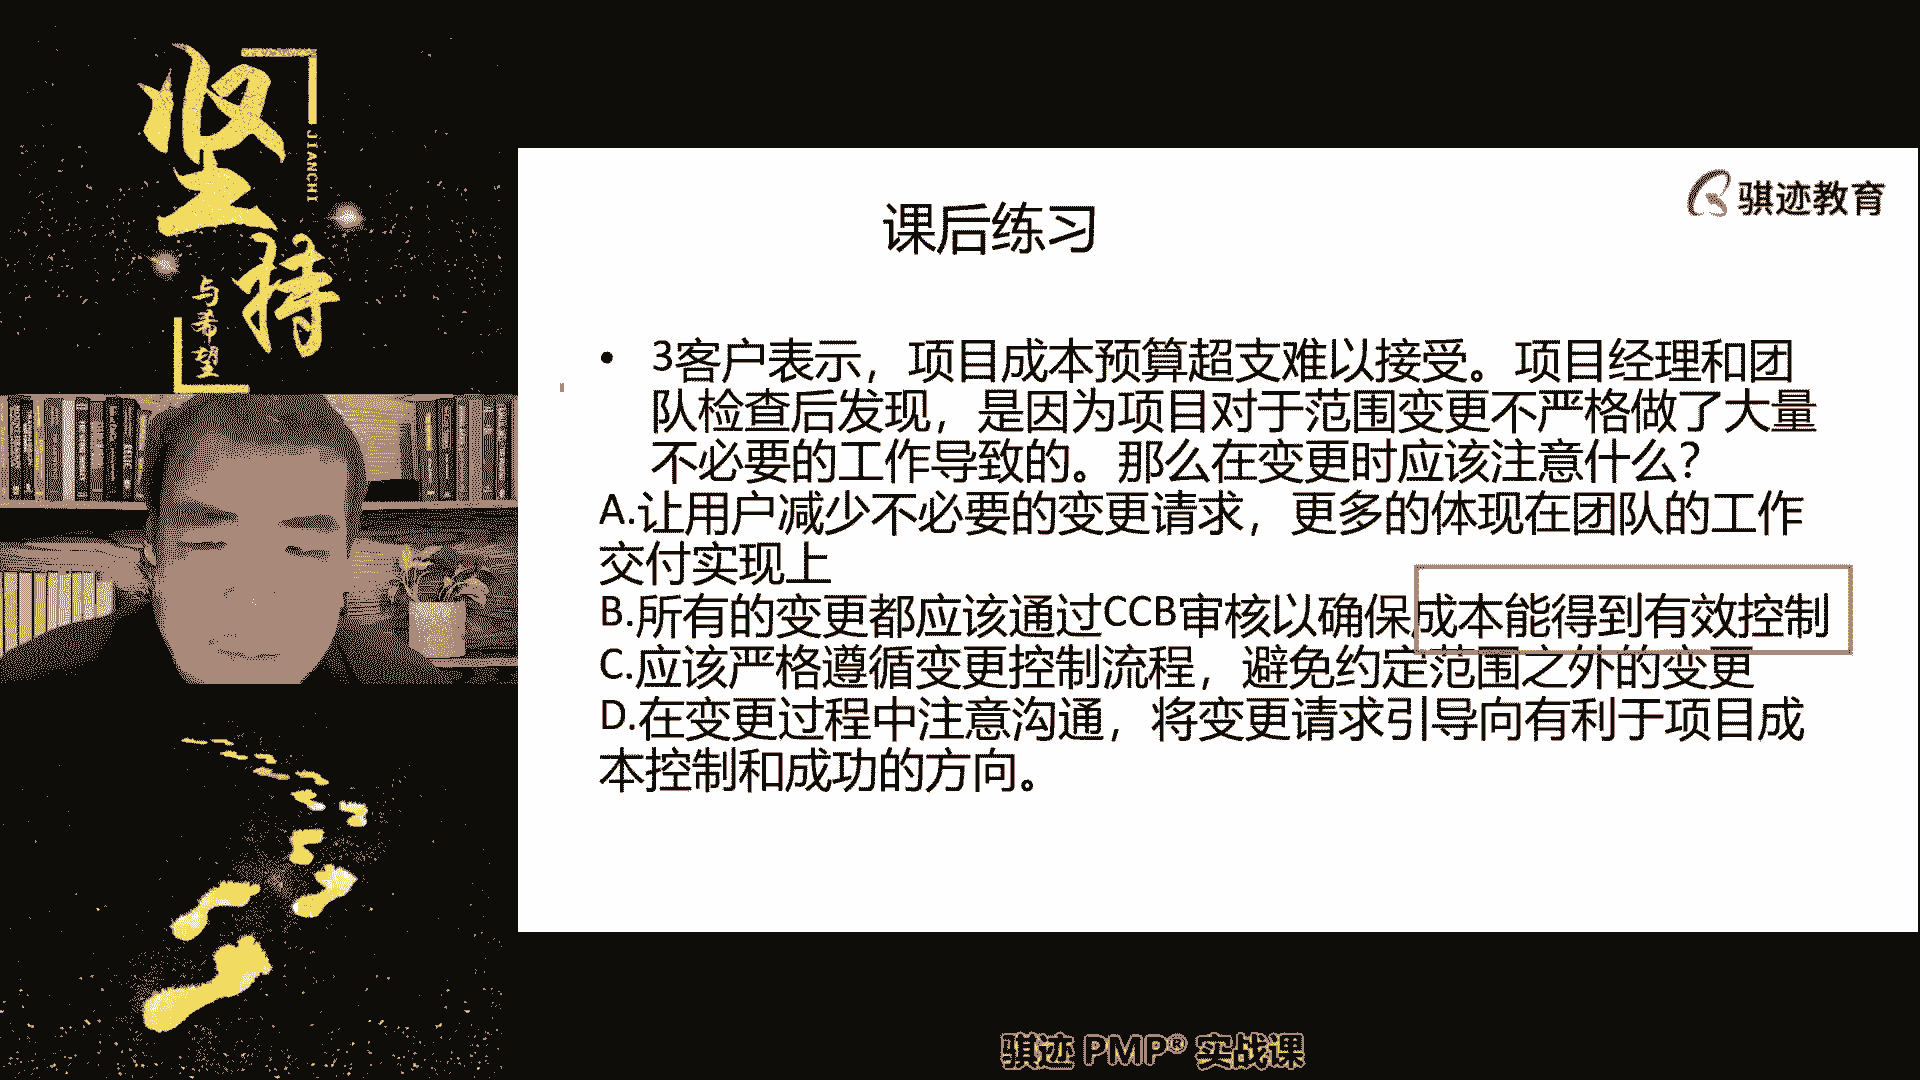 坚持
JIANCHI
与希望
骐迹教育
课后练习
• 3客户表示，项目成本预算超支难以接受。项目经理和团
队检查后发现，是因为项目对于范围变更不严格做了大量
不必要的工作导致的。那么在变更时应该注意什么？
A.让用户减少不必要的变更请求，更多的体现在团队的工作
交付实现上
B.所有的变更都应该通过CCB审核以确保成本能得到有效控制
C.应该严格遵循变更控制流程，避免约定范围之外的变更
D.在变更过程中注意沟通，将变更请求引导向有利于项目成
本控制和成功的方向。
骐迹 PMP® 实战课